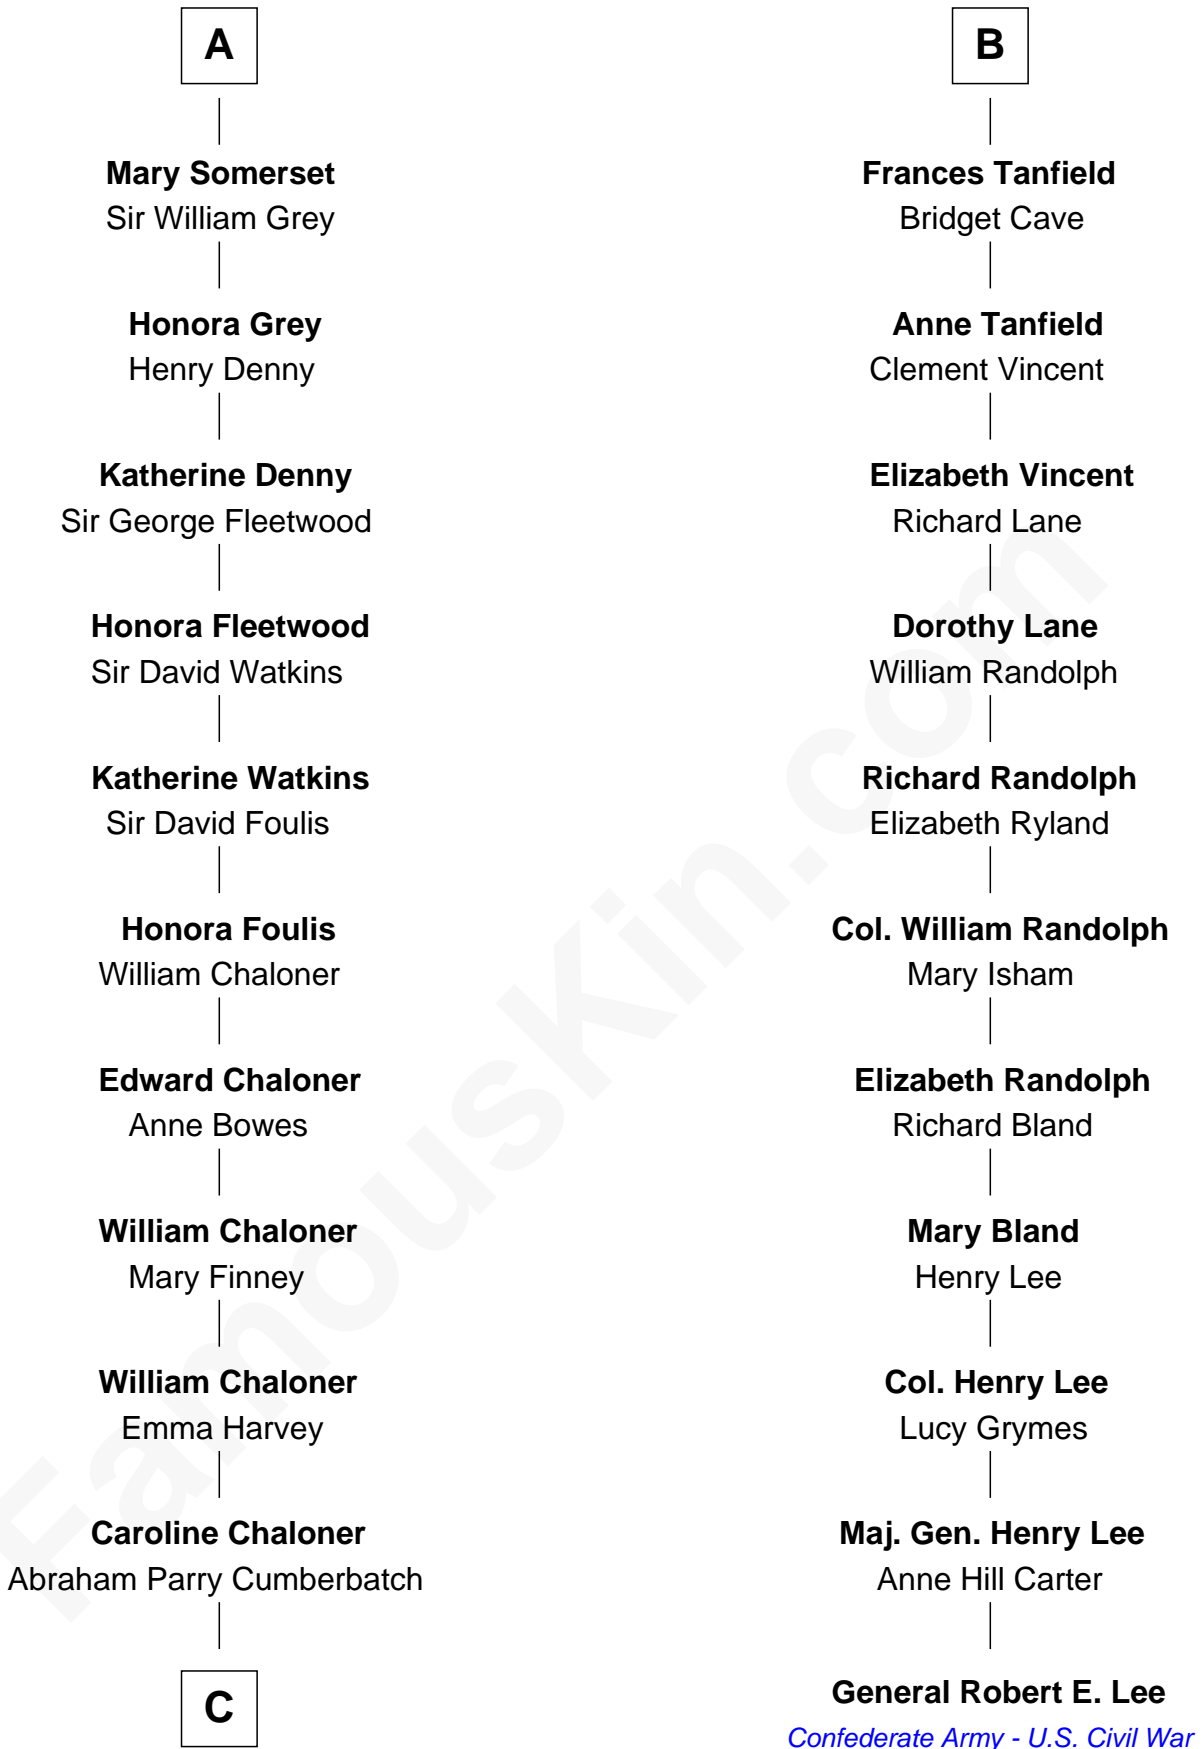 A
Mary Somerset
Sir William Grey
Honora Grey
Henry Denny
Katherine Denny
Sir George Fleetwood
Honora Fleetwood
Sir David Watkins
Katherine Watkins
Sir David Foulis
Honora Foulis
William Chaloner
Edward Chaloner
Anne Bowes
William Chaloner
Mary Finney
William Chaloner
Emma Harvey
Caroline Chaloner
Abraham Parry Cumberbatch
C
B
Frances Tanfield
Bridget Cave
Anne Tanfield
Clement Vincent
Elizabeth Vincent
Richard Lane
Dorothy Lane
William Randolph
Richard Randolph
Elizabeth Ryland
Col. William Randolph
Mary Isham
Elizabeth Randolph
Richard Bland
Mary Bland
Henry Lee
Col. Henry Lee
Lucy Grymes
Maj. Gen. Henry Lee
Anne Hill Carter
General Robert E. Lee
Confederate Army - U.S. Civil War
FamousKin.com